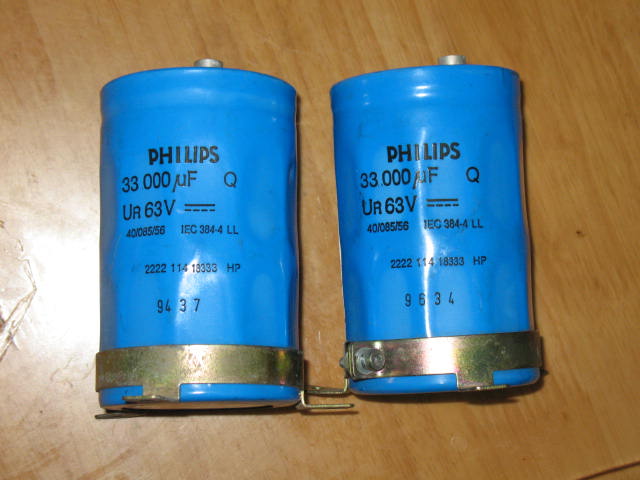 PHILIPS
33 000 µF Q
UR 63V
40/085/56 IEC 384-4 LL
2222 114 18333 HP
9437
PHILIPS
33.000 µF Q
UR 63V
40/085/56 IEC 384-4 LL
2222 114 18333 HP
9634